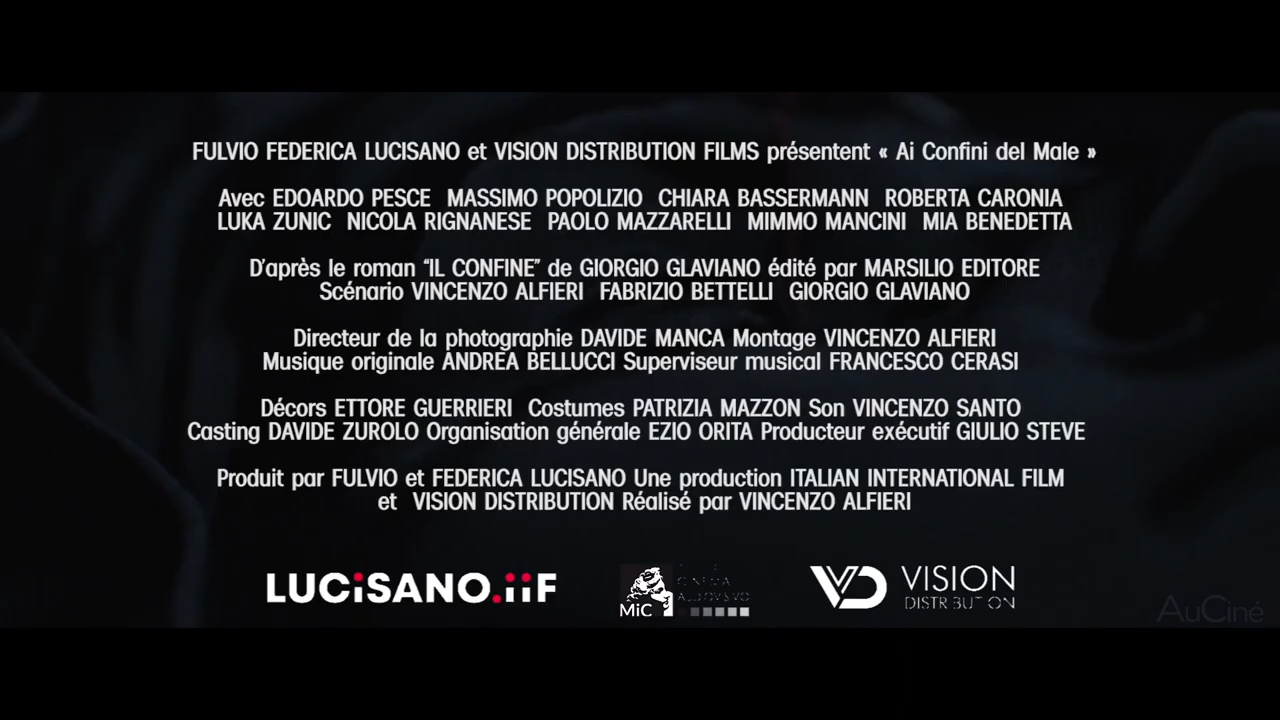 FULVIO FEDERICA LUCISANO et VISION DISTRIBUTION FILMS présentent « Ai Confini del Male »
Avec EDOARDO PESCE MASSIMO POPOLIZIO CHIARA BASSERMANN ROBERTA CARONIA
LUKA ZUNIC NICOLA RIGNANESE PAOLO MAZZARELLI MIMMO MANCINI MIA BENEDETTA
D'après le roman “IL CONFINE” de GIORGIO GLAVIANO édité par MARSILIO EDITORE
Scénario VINCENZO ALFIERI FABRIZIO BETTELLI GIORGIO GLAVIANO
Directeur de la photographie DAVIDE MANCA Montage VINCENZO ALFIERI
Musique originale ANDREA BELLUCCI Superviseur musical FRANCESCO CERASI
Décors ETTORE GUERRIERI Costumes PATRIZIA MAZZON Son VINCENZO SANTO
Casting DAVIDE ZUROLO Organisation générale EZIO ORITA Producteur exécutif GIULIO STEVE
Produit par FULVIO et FEDERICA LUCISANO Une production ITALIAN INTERNATIONAL FILM
et VISION DISTRIBUTION Réalisé par VINCENZO ALFIERI
LUCiSANO.iiF
MiC
CINEMA
VISION
DISTRIBUTION
AuCiné